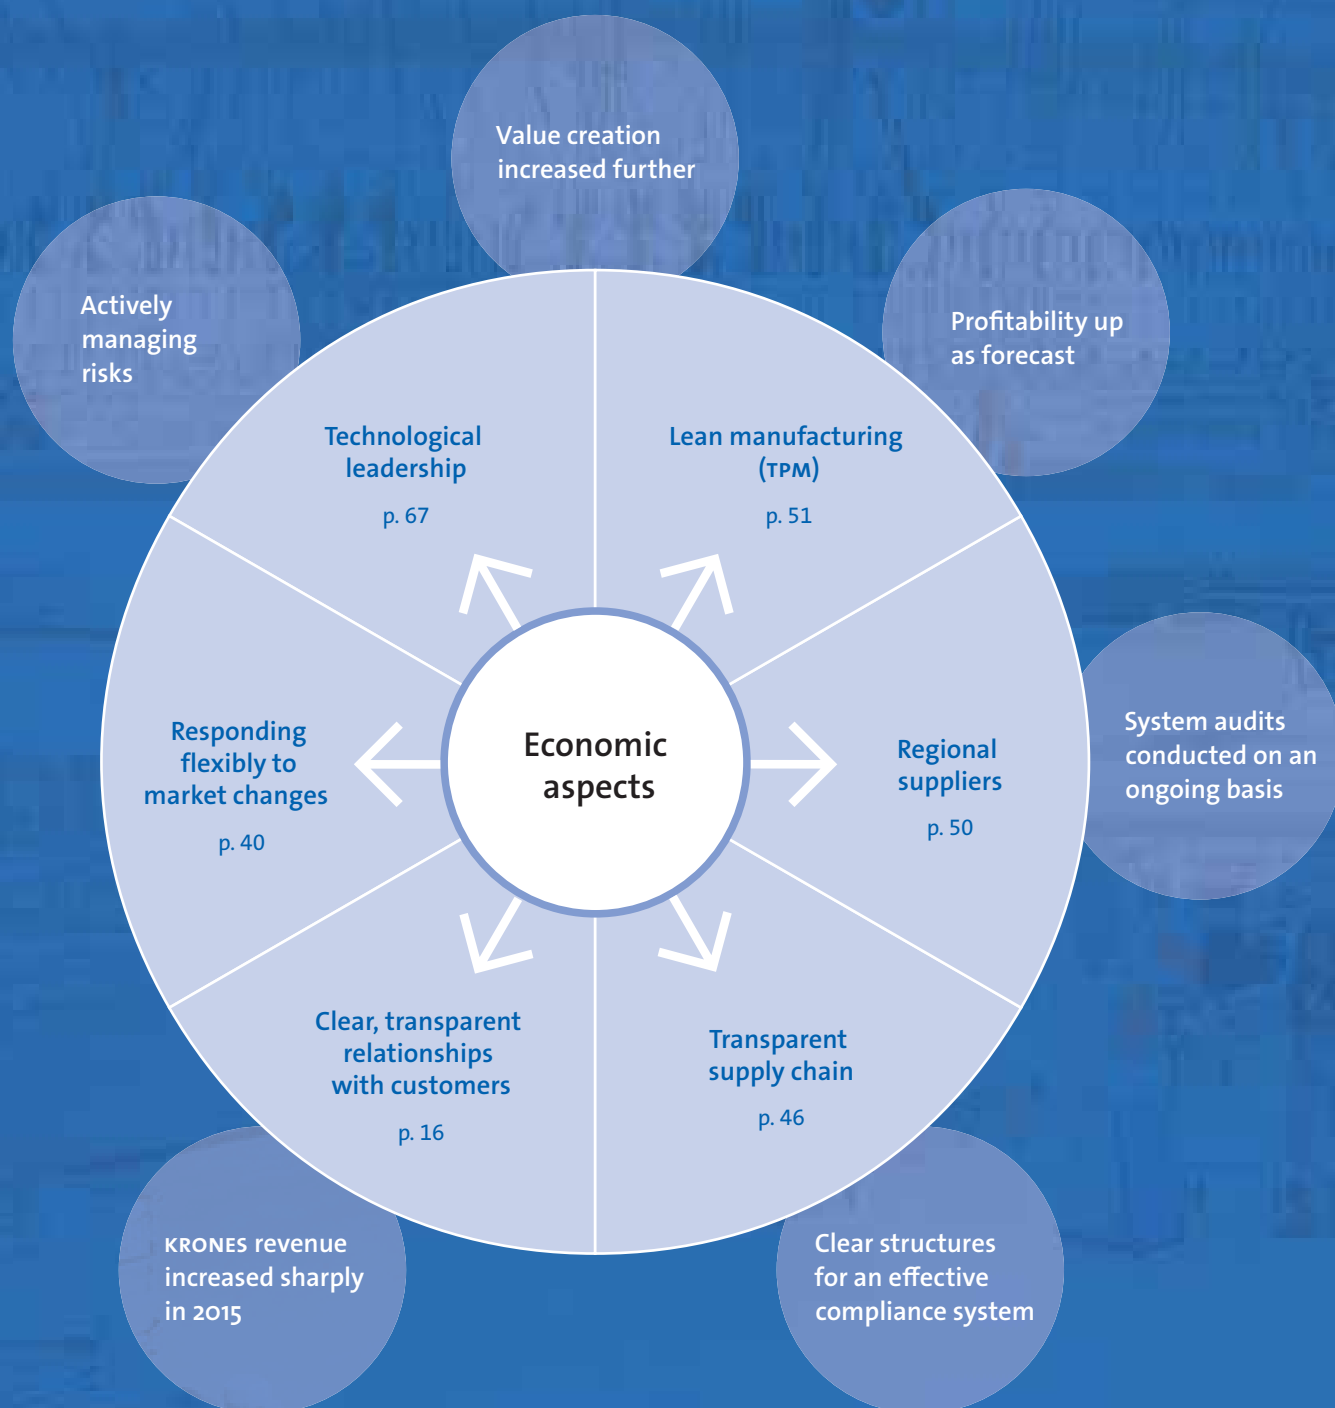 Value creation
increased further
Actively
managing
risks
Profitability up
as forecast
Technological
leadership
p. 67
Lean manufacturing
(TPM)
p. 51
Responding
flexibly to
market changes
p. 40
Economic
aspects
Regional
suppliers
p. 50
System audits
conducted on an
ongoing basis
Clear, transparent
relationships
with customers
p. 16
Transparent
supply chain
p. 46
KRONES revenue
increased sharply
in 2015
Clear structures
for an effective
compliance system